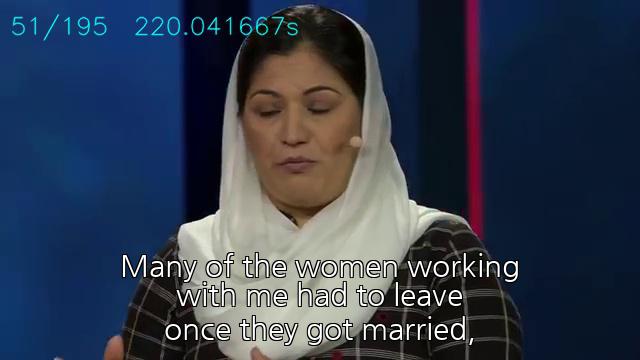 51/195 220.041667s
Many of the women working
with me had to leave
once they got married,